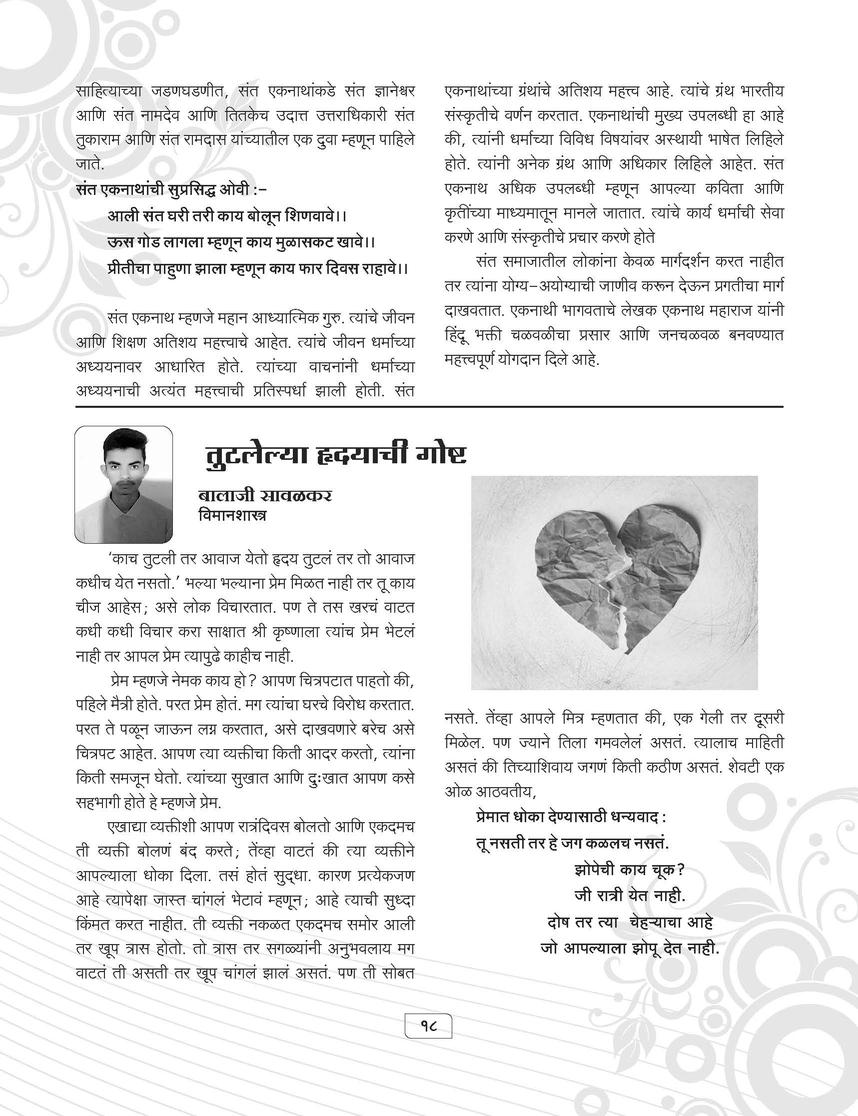 साहित्याच्या जडणघडणीत, संत एकनाथांकडे संत ज्ञानेश्वर
आणि संत नामदेव आणि तितकेच उदात्त उत्तराधिकारी संत
तुकाराम आणि संत रामदास यांच्यातील एक दुवा म्हणून पाहिले
जाते.
संत एकनाथांची सुप्रसिद्ध ओवी :–
आली संत घरी तरी काय बोलून शिणवावे।।
ऊस गोड लागला म्हणून काय मुळासकट खावे।।
प्रीतीचा पाहुणा झाला म्हणून काय फार दिवस राहावे।।
संत एकनाथ म्हणजे महान आध्यात्मिक गुरु. त्यांचे जीवन
आणि शिक्षण अतिशय महत्त्वाचे आहेत. त्यांचे जीवन धर्माच्या
अध्ययनावर आधारित होते. त्यांच्या वाचनांनी धर्माच्या
अध्ययनाची अत्यंत महत्त्वाची प्रतिस्पर्धा झाली होती. संत
एकनाथांच्या ग्रंथांचे अतिशय महत्त्व आहे. त्यांचे ग्रंथ भारतीय
संस्कृतीचे वर्णन करतात. एकनाथांची मुख्य उपलब्धी हा आहे
की, त्यांनी धर्माच्या विविध विषयांवर अस्थायी भाषेत लिहिले
होते. त्यांनी अनेक ग्रंथ आणि अधिकार लिहिले आहेत. संत
एकनाथ अधिक उपलब्धी म्हणून आपल्या कविता आणि
कृतींच्या माध्यमातून मानले जातात. त्यांचे कार्य धर्माची सेवा
करणे आणि संस्कृतीचे प्रचार करणे होते
संत समाजातील लोकांना केवळ मार्गदर्शन करत नाहीत
तर त्यांना योग्य–अयोग्याची जाणीव करून देऊन प्रगतीचा मार्ग
दाखवतात. एकनाथी भागवताचे लेखक एकनाथ महाराज यांनी
हिंदू भक्ती चळवळीचा प्रसार आणि जनचळवळ बनवण्यात
महत्त्वपूर्ण योगदान दिले आहे.
तुटलेल्या हृदयाची गोष्ट
बालाजी सावळकर
विमानशास्त्र
‘काच तुटली तर आवाज येतो हृदय तुटलं तर तो आवाज
कधीच येत नसतो.’ भल्या भल्याना प्रेम मिळत नाही तर तू काय
चीज आहेस; असे लोक विचारतात. पण ते तस खरचं वाटत
कधी कधी विचार करा साक्षात श्री कृष्णाला त्यांच प्रेम भेटलं
नाही तर आपल प्रेम त्यापुढे काहीच नाही.
प्रेम म्हणजे नेमक काय हो? आपण चित्रपटात पाहतो की,
पहिले मैत्री होते. परत प्रेम होतं. मग त्यांचा घरचे विरोध करतात.
परत ते पळून जाऊन लग्न करतात, असे दाखवणारे बरेच असे
चित्रपट आहेत. आपण त्या व्यक्तीचा किती आदर करतो, त्यांना
किती समजून घेतो. त्यांच्या सुखात आणि दुःखात आपण कसे
सहभागी होते हे म्हणजे प्रेम.
एखाद्या व्यक्तीशी आपण रात्रंदिवस बोलतो आणि एकदमच
ती व्यक्ती बोलणं बंद करते; तेंव्हा वाटतं की त्या व्यक्तीने
आपल्याला धोका दिला. तसं होतं सुद्धा. कारण प्रत्येकजण
आहे त्यापेक्षा जास्त चांगलं भेटावं म्हणून; आहे त्याची सुध्दा
किंमत करत नाहीत. ती व्यक्ती नकळत एकदमच समोर आली
तर खूप त्रास होतो. तो त्रास तर सगळ्यांनी अनुभवलाय मग
वाटतं ती असती तर खूप चांगलं झालं असतं. पण ती सोबत
नसते. तेंव्हा आपले मित्र म्हणतात की, एक गेली तर दूसरी
मिळेल. पण ज्याने तिला गमवलेलं असतं. त्यालाच माहिती
असतं की तिच्याशिवाय जगणं किती कठीण असतं. शेवटी एक
ओळ आठवतीय,
प्रेमात धोका देण्यासाठी धन्यवाद :
तू नसती तर हे जग कळलच नसतं.
झोपेची काय चूक?
जी रात्री येत नाही.
दोष तर त्या चेहऱ्याचा आहे
जो आपल्याला झोपू देत नाही.
१८